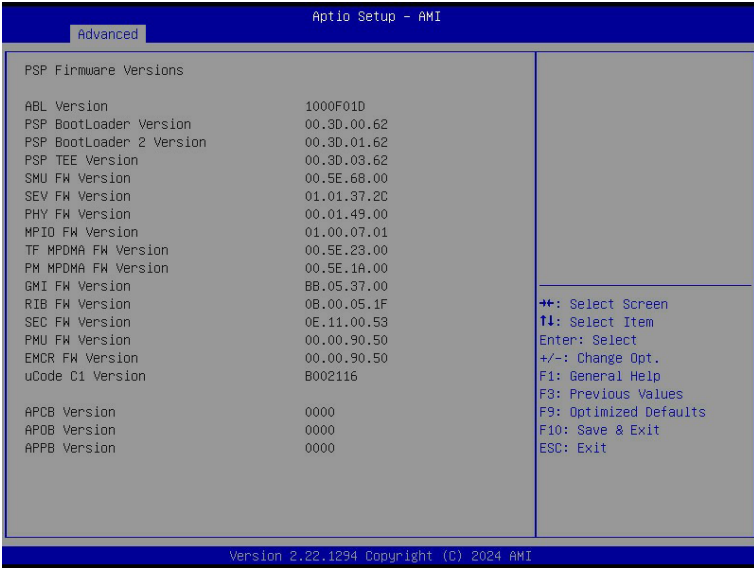 Aptio Setup - AMI
Advanced
PSP Firmware Versions
ABL Version 1000F01D
PSP BootLoader Version 00.3D.00.62
PSP BootLoader 2 Version 00.3D.01.62
PSP TEE Version 00.3D.03.62
SMU FW Version 00.5E.68.00
SEV FW Version 01.01.37.2C
PHY FW Version 00.01.49.00
MPIO FW Version 01.00.07.01
TF MPDMA FW Version 00.5E.23.00
PM MPDMA FW Version 00.5E.1A.00
GMI FW Version BB.05.37.00
RIB FW Version 0B.00.05.1F
SEC FW Version 0E.11.00.53
PMU FW Version 00.00.90.50
EMCR FW Version 00.00.90.50
uCode C1 Version B002116
APCB Version 0000
APOB Version 0000
APPB Version 0000
→←: Select Screen
↑↓: Select Item
Enter: Select
+/-: Change Opt.
F1: General Help
F3: Previous Values
F9: Optimized Defaults
F10: Save & Exit
ESC: Exit
Version 2.22.1294 Copyright (C) 2024 AMI